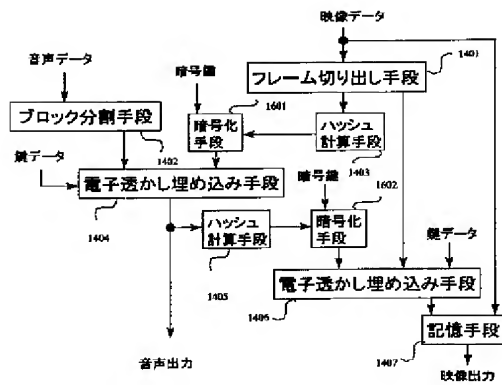 映像データ
音声データ
暗号鍵
フレーム切り出し手段
1401
1601
ブロック分割手段
1402
暗号化
手段
ハッシュ
計算手段
1403
鍵データ
電子透かし埋め込み手段
1404
暗号鍵
1602
ハッシュ
計算手段
1405
暗号化
手段
鍵データ
電子透かし埋め込み手段
1406
記憶手段
1407
音声出力
映像出力